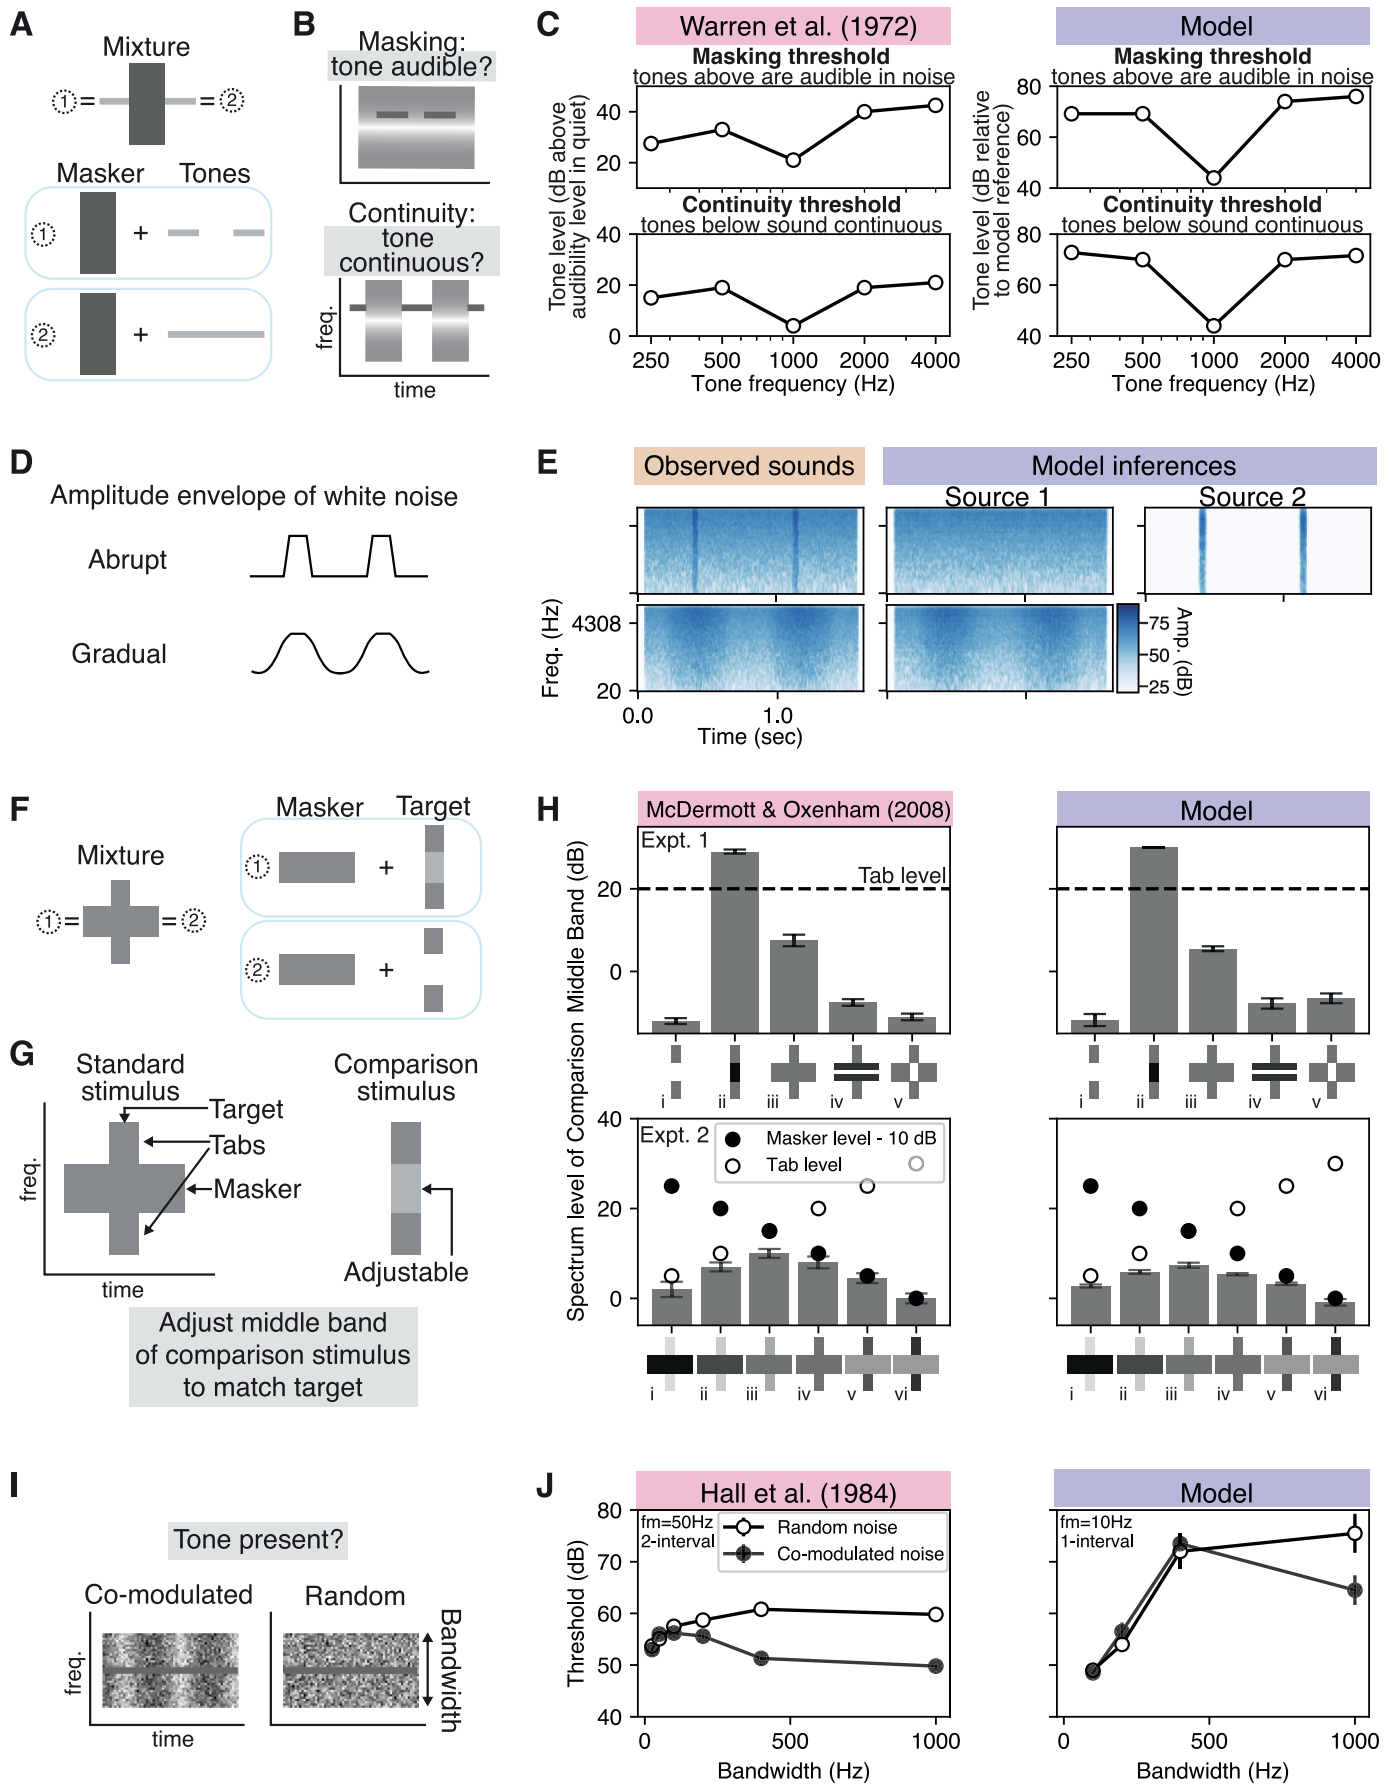 A
Mixture
1 = = 2
Masker Tones
1 +
2 +
B
Masking:
tone audible?
Continuity:
tone
continuous?
freq.
time
C
Warren et al. (1972)
Masking threshold
tones above are audible in noise
Tone level (dB above
audibility level in quiet)
40
20
Continuity threshold
tones below sound continuous
40
20
0
250 500 1000 2000 4000
Tone frequency (Hz)
Model
Masking threshold
tones above are audible in noise
Tone level (dB relative
to model reference)
80
60
40
Continuity threshold
tones below sound continuous
80
60
40
250 500 1000 2000 4000
Tone frequency (Hz)
D
Amplitude envelope of white noise
Abrupt
Gradual
E
Observed sounds
Model inferences
Source 1
Source 2
Freq. (Hz)
4308
20
0.0 1.0
Time (sec)
75
50
25
Amp. (dB)
F
Mixture
1 = = 2
Masker Target
1 +
2 +
G
Standard
stimulus
Comparison
stimulus
Target
Tabs
Masker
freq.
time
Adjustable
Adjust middle band
of comparison stimulus
to match target
H
McDermott & Oxenham (2008)
Model
Spectrum level of Comparison Middle Band (dB)
Expt. 1
Tab level
20
0
i ii iii iv v
i ii iii iv v
Expt. 2
Masker level - 10 dB
Tab level
40
20
0
i ii iii iv v vi
i ii iii iv v vi
I
Tone present?
Co-modulated
Random
freq.
time
Bandwidth
J
Hall et al. (1984)
fm=50Hz
2-interval
Random noise
Co-modulated noise
Threshold (dB)
80
70
60
50
40
0 500 1000
Bandwidth (Hz)
Model
fm=10Hz
1-interval
0 500 1000
Bandwidth (Hz)